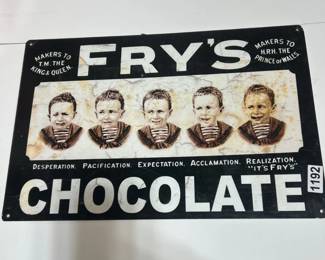 MAKERS TO
T.M. THE
KING & QUEEN.
FRY'S
MAKERS TO
H.R.H. THE
PRINCE OF WALES.
DESPERATION. PACIFICATION. EXPECTATION. ACCLAMATION. REALIZATION.
"IT'S FRY'S"
CHOCOLATE
1192